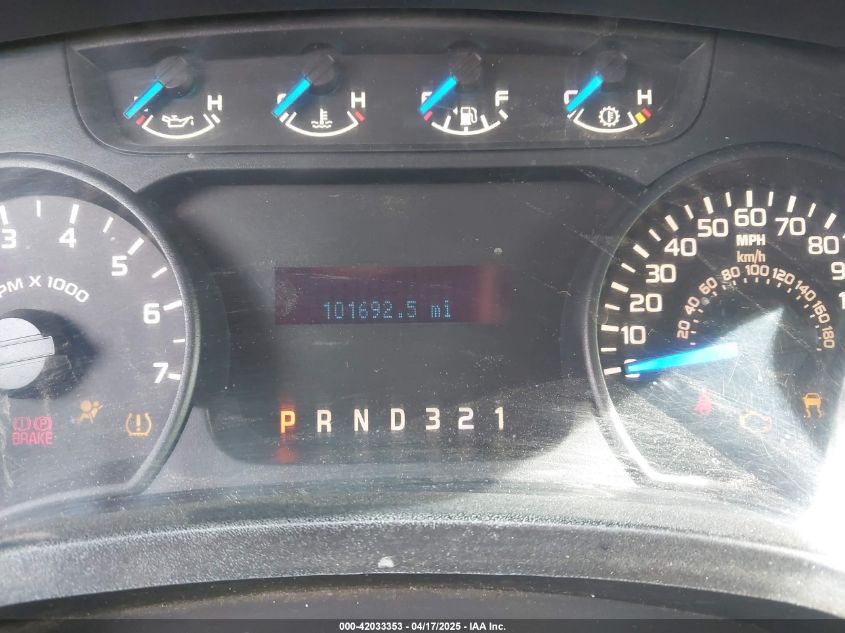 H
H
F
H
3 4 5 6 7
PM X 1000
BRAKE
101692.5 mi
P R N D 3 2 1
0 10 20 30 40 50 60 70 80
MPH
km/h
20 40 60 80 100 120 140 160 180
000-42033353 - 04/17/2025 - IAA Inc.